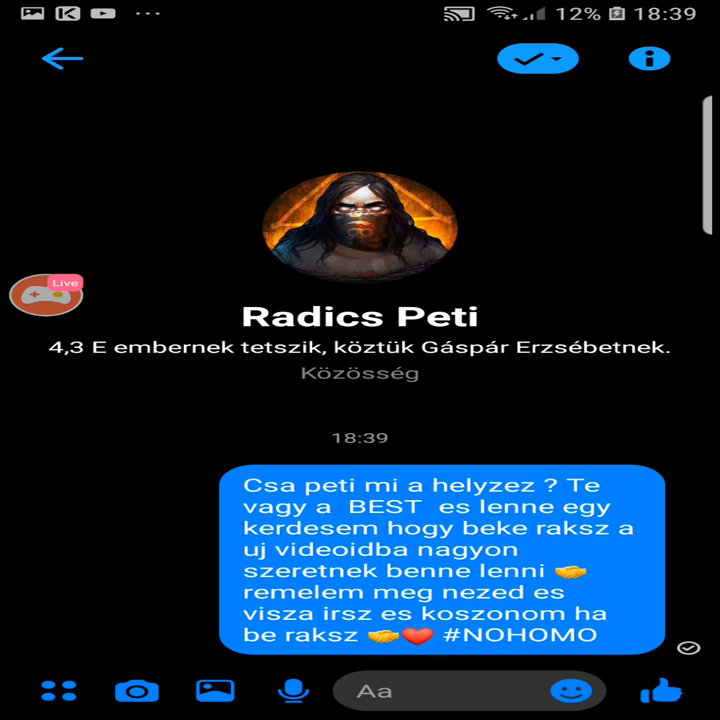 12% 18:39
Live
Radics Peti
4,3 E embernek tetszik, köztük Gáspár Erzsébetnek.
Közösség
18:39
Csa peti mi a helyzez ? Te
vagy a BEST es lenne egy
kerdesem hogy beke raksz a
uj videoidba nagyon
szeretnek benne lenni 🤝
remelem meg nezed es
visza irsz es koszonom ha
be raksz 🤝❤️ #NOHOMO
Aa